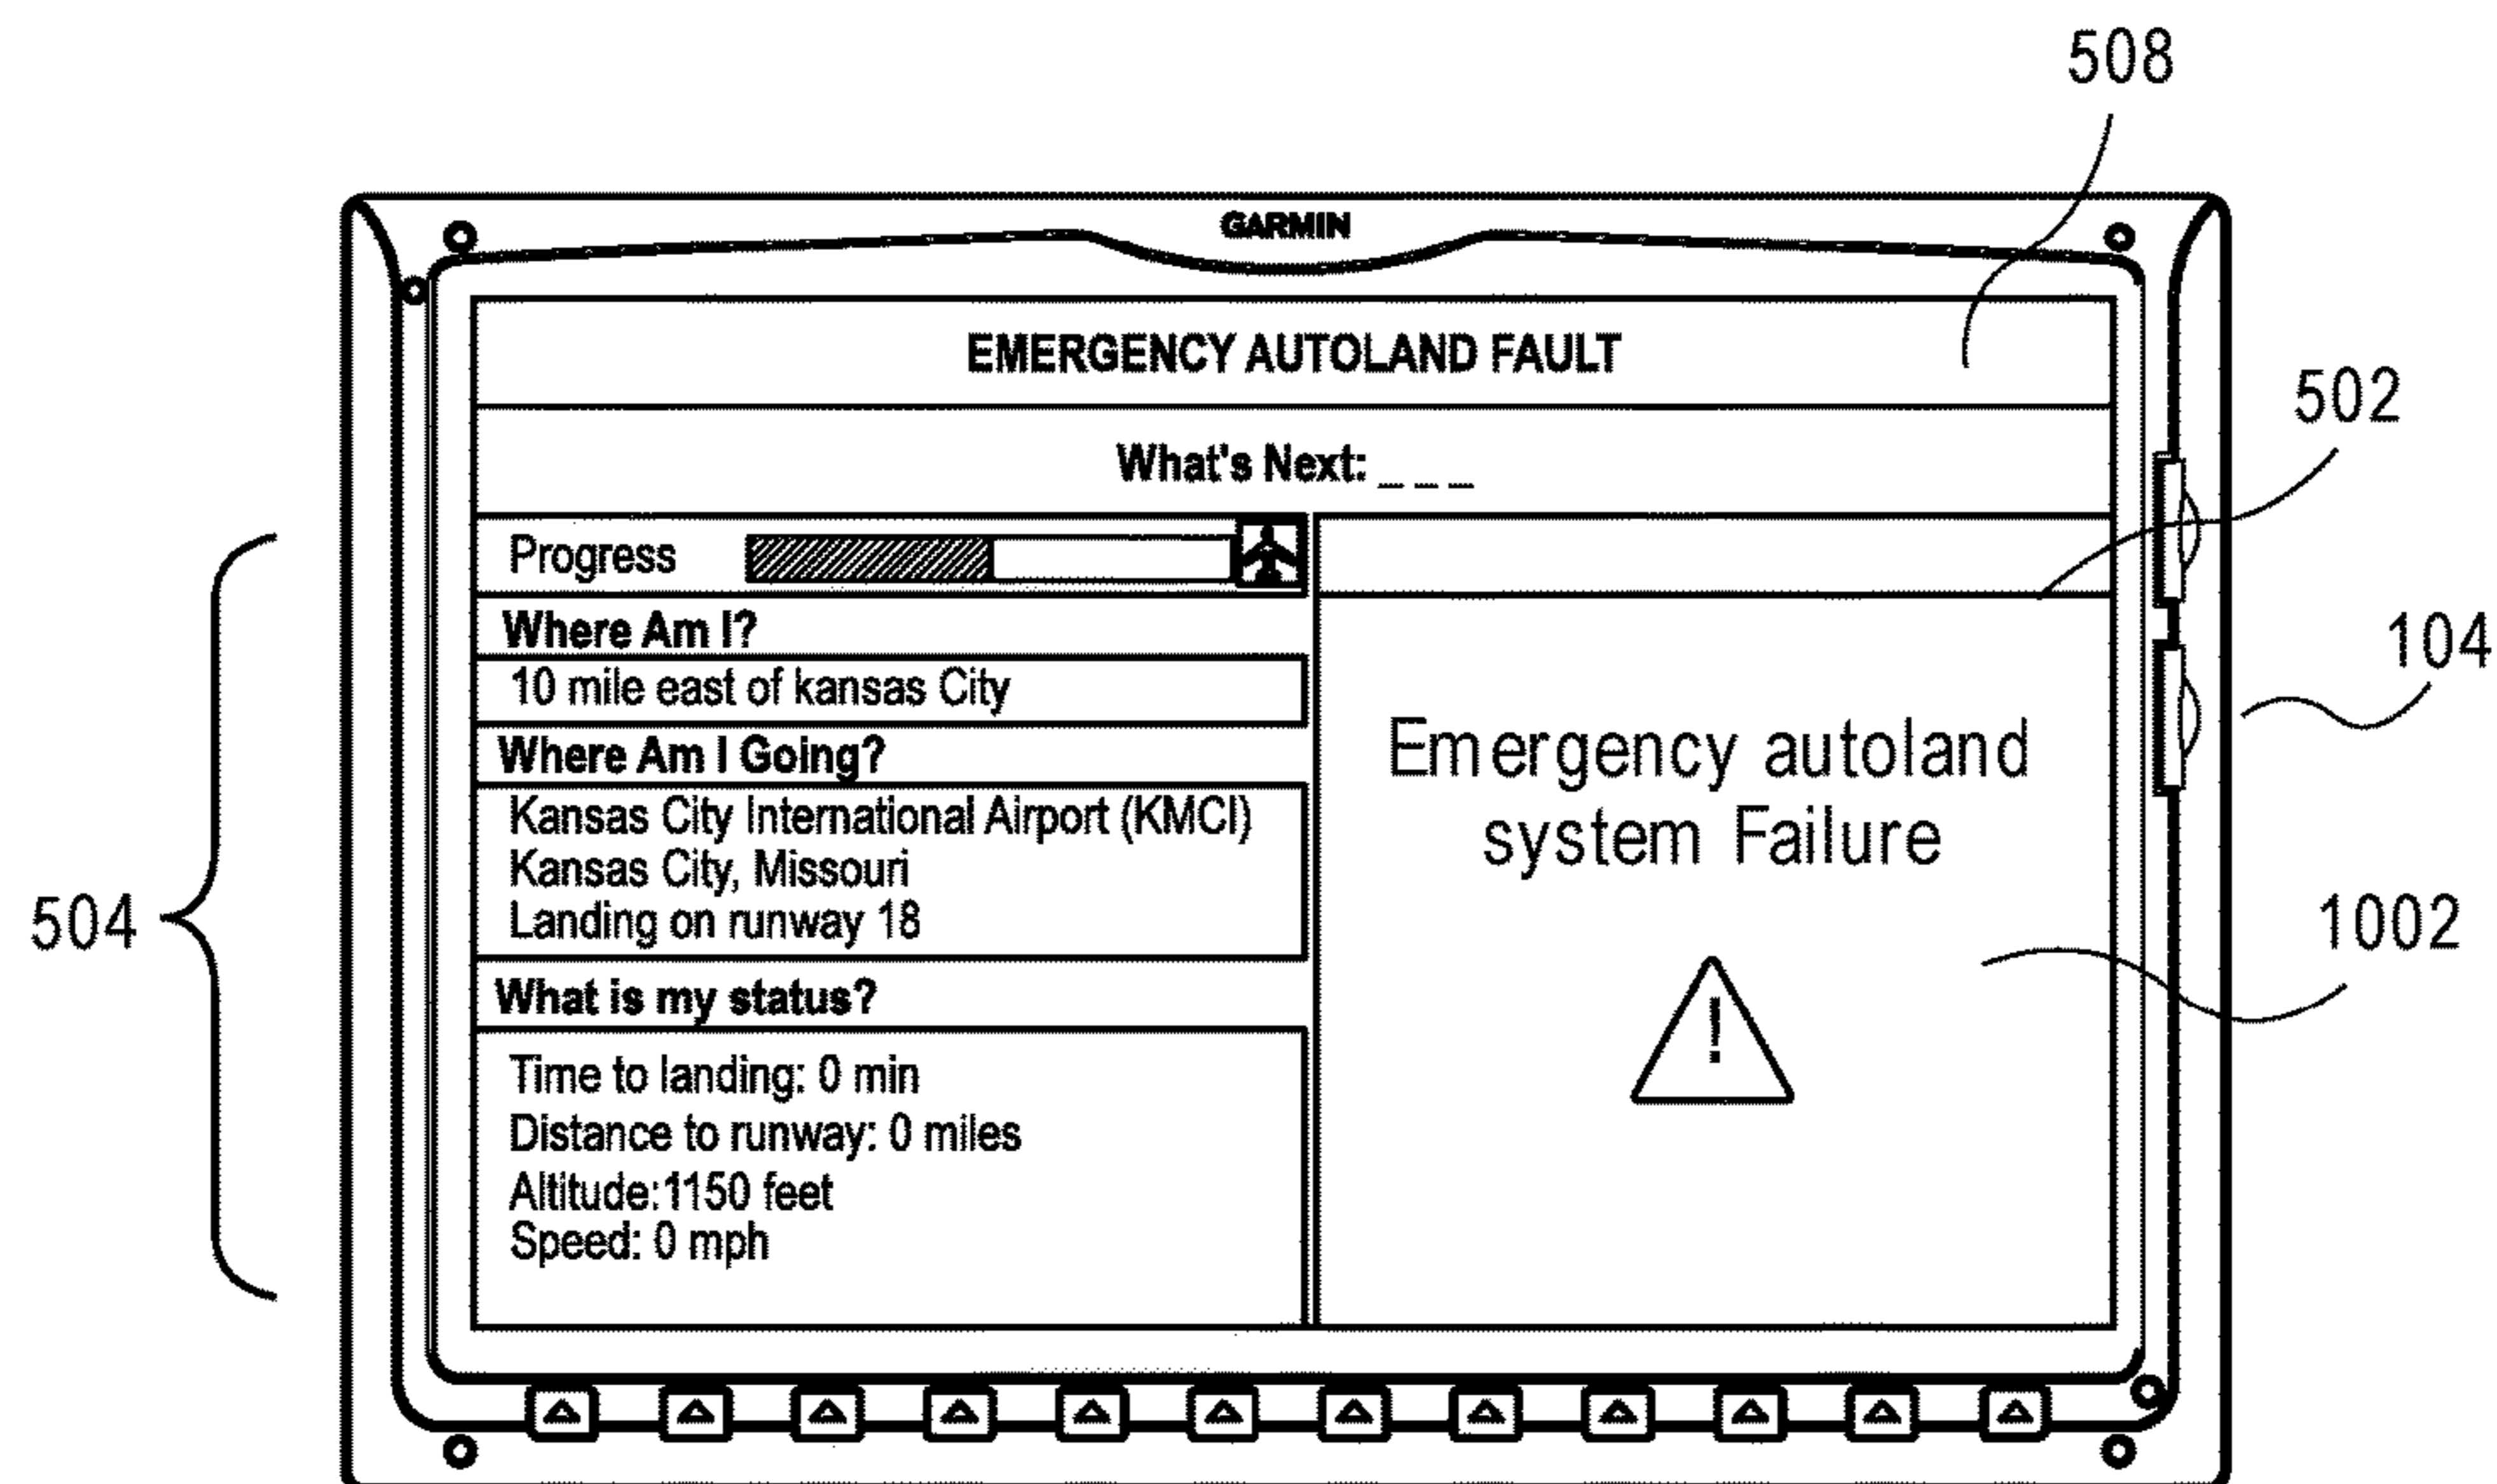 508
GARMIN
EMERGENCY AUTOLAND FAULT
502
What's Next: _ _ _
Progress
Where Am I?
104
10 mile east of kansas City
Where Am I Going?
Emergency autoland
system Failure
Kansas City International Airport (KMCI)
Kansas City, Missouri
Landing on runway 18
504
1002
What is my status?
!
Time to landing: 0 min
Distance to runway: 0 miles
Altitude:1150 feet
Speed: 0 mph